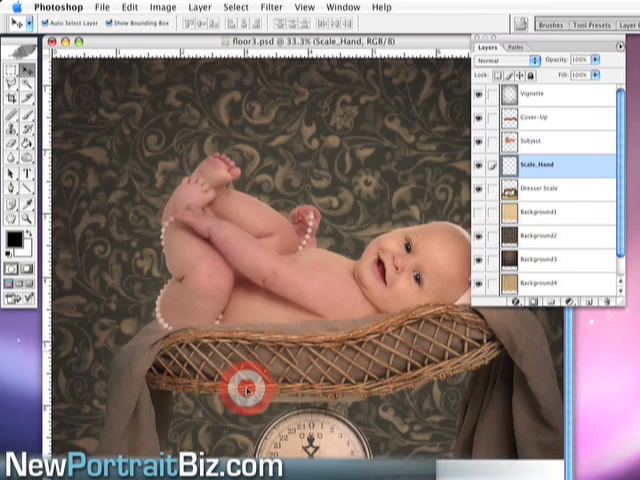 Photoshop File Edit Image Layer Select Filter View Window Help
Auto Select Layer Show Bounding Box
Brushes Tool Presets Layer
floor3.psd @ 33.3% (Scale_Hand, RGB/8)
Layers Paths
Normal Opacity: 100%
Lock: Fill: 100%
Vignette
Cover-Up
Subject
Scale_Hand
Dresser Scale
Background1
Background2
Background3
Background4
NewPortraitBiz.com